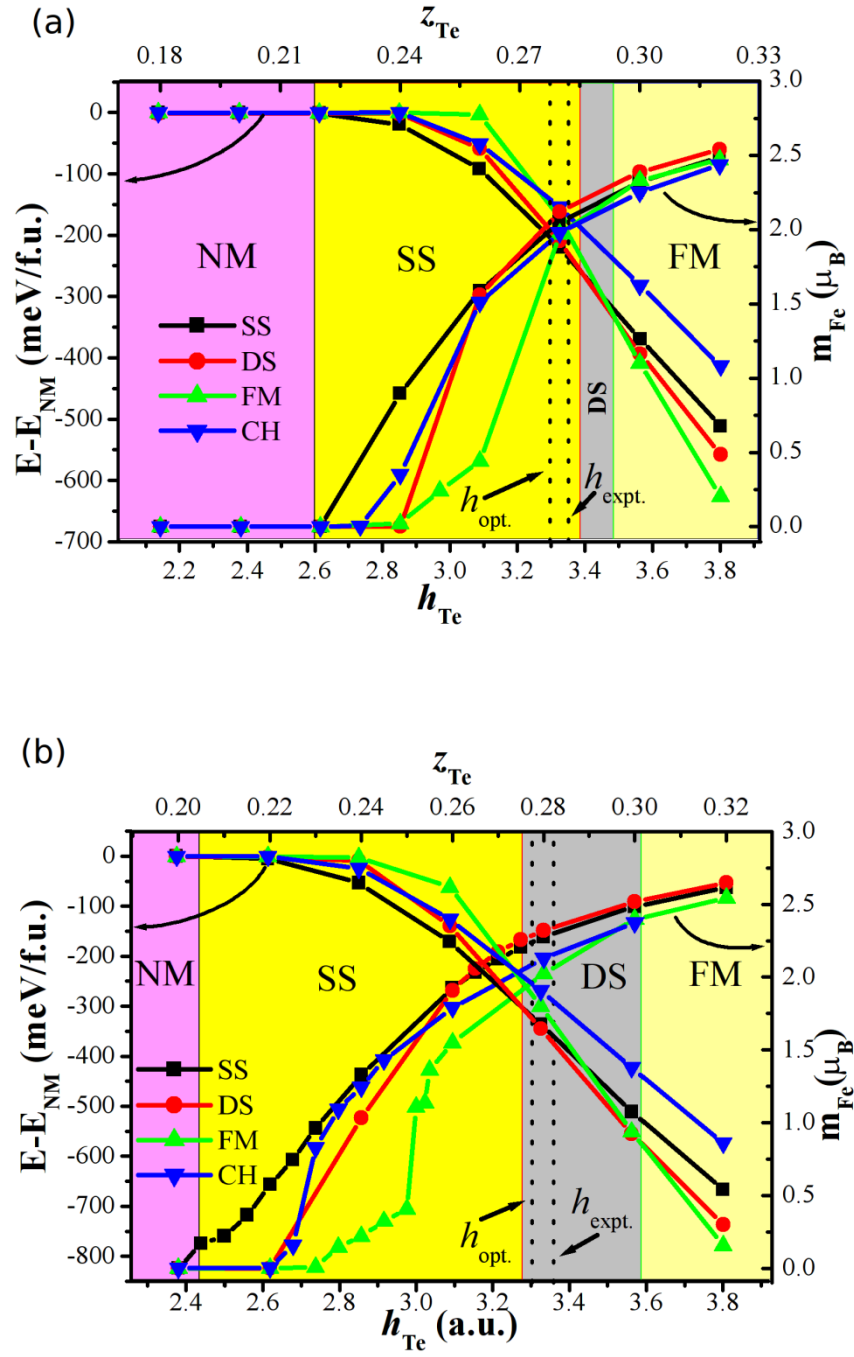 (a)
z_Te
0.18 0.21 0.24 0.27 0.30 0.33
0 -100 -200 -300 -400 -500 -600 -700
E-E_NM (meV/f.u.)
NM
SS
DS
FM
SS
DS
FM
CH
h_opt.
h_expt.
3.0 2.5 2.0 1.5 1.0 0.5 0.0
m_Fe (μ_B)
2.2 2.4 2.6 2.8 3.0 3.2 3.4 3.6 3.8
h_Te
(b)
z_Te
0.20 0.22 0.24 0.26 0.28 0.30 0.32
0 -100 -200 -300 -400 -500 -600 -700 -800
E-E_NM (meV/f.u.)
NM
SS
DS
FM
SS
DS
FM
CH
h_opt.
h_expt.
3.0 2.5 2.0 1.5 1.0 0.5 0.0
m_Fe(μ_B)
2.4 2.6 2.8 3.0 3.2 3.4 3.6 3.8
h_Te (a.u.)